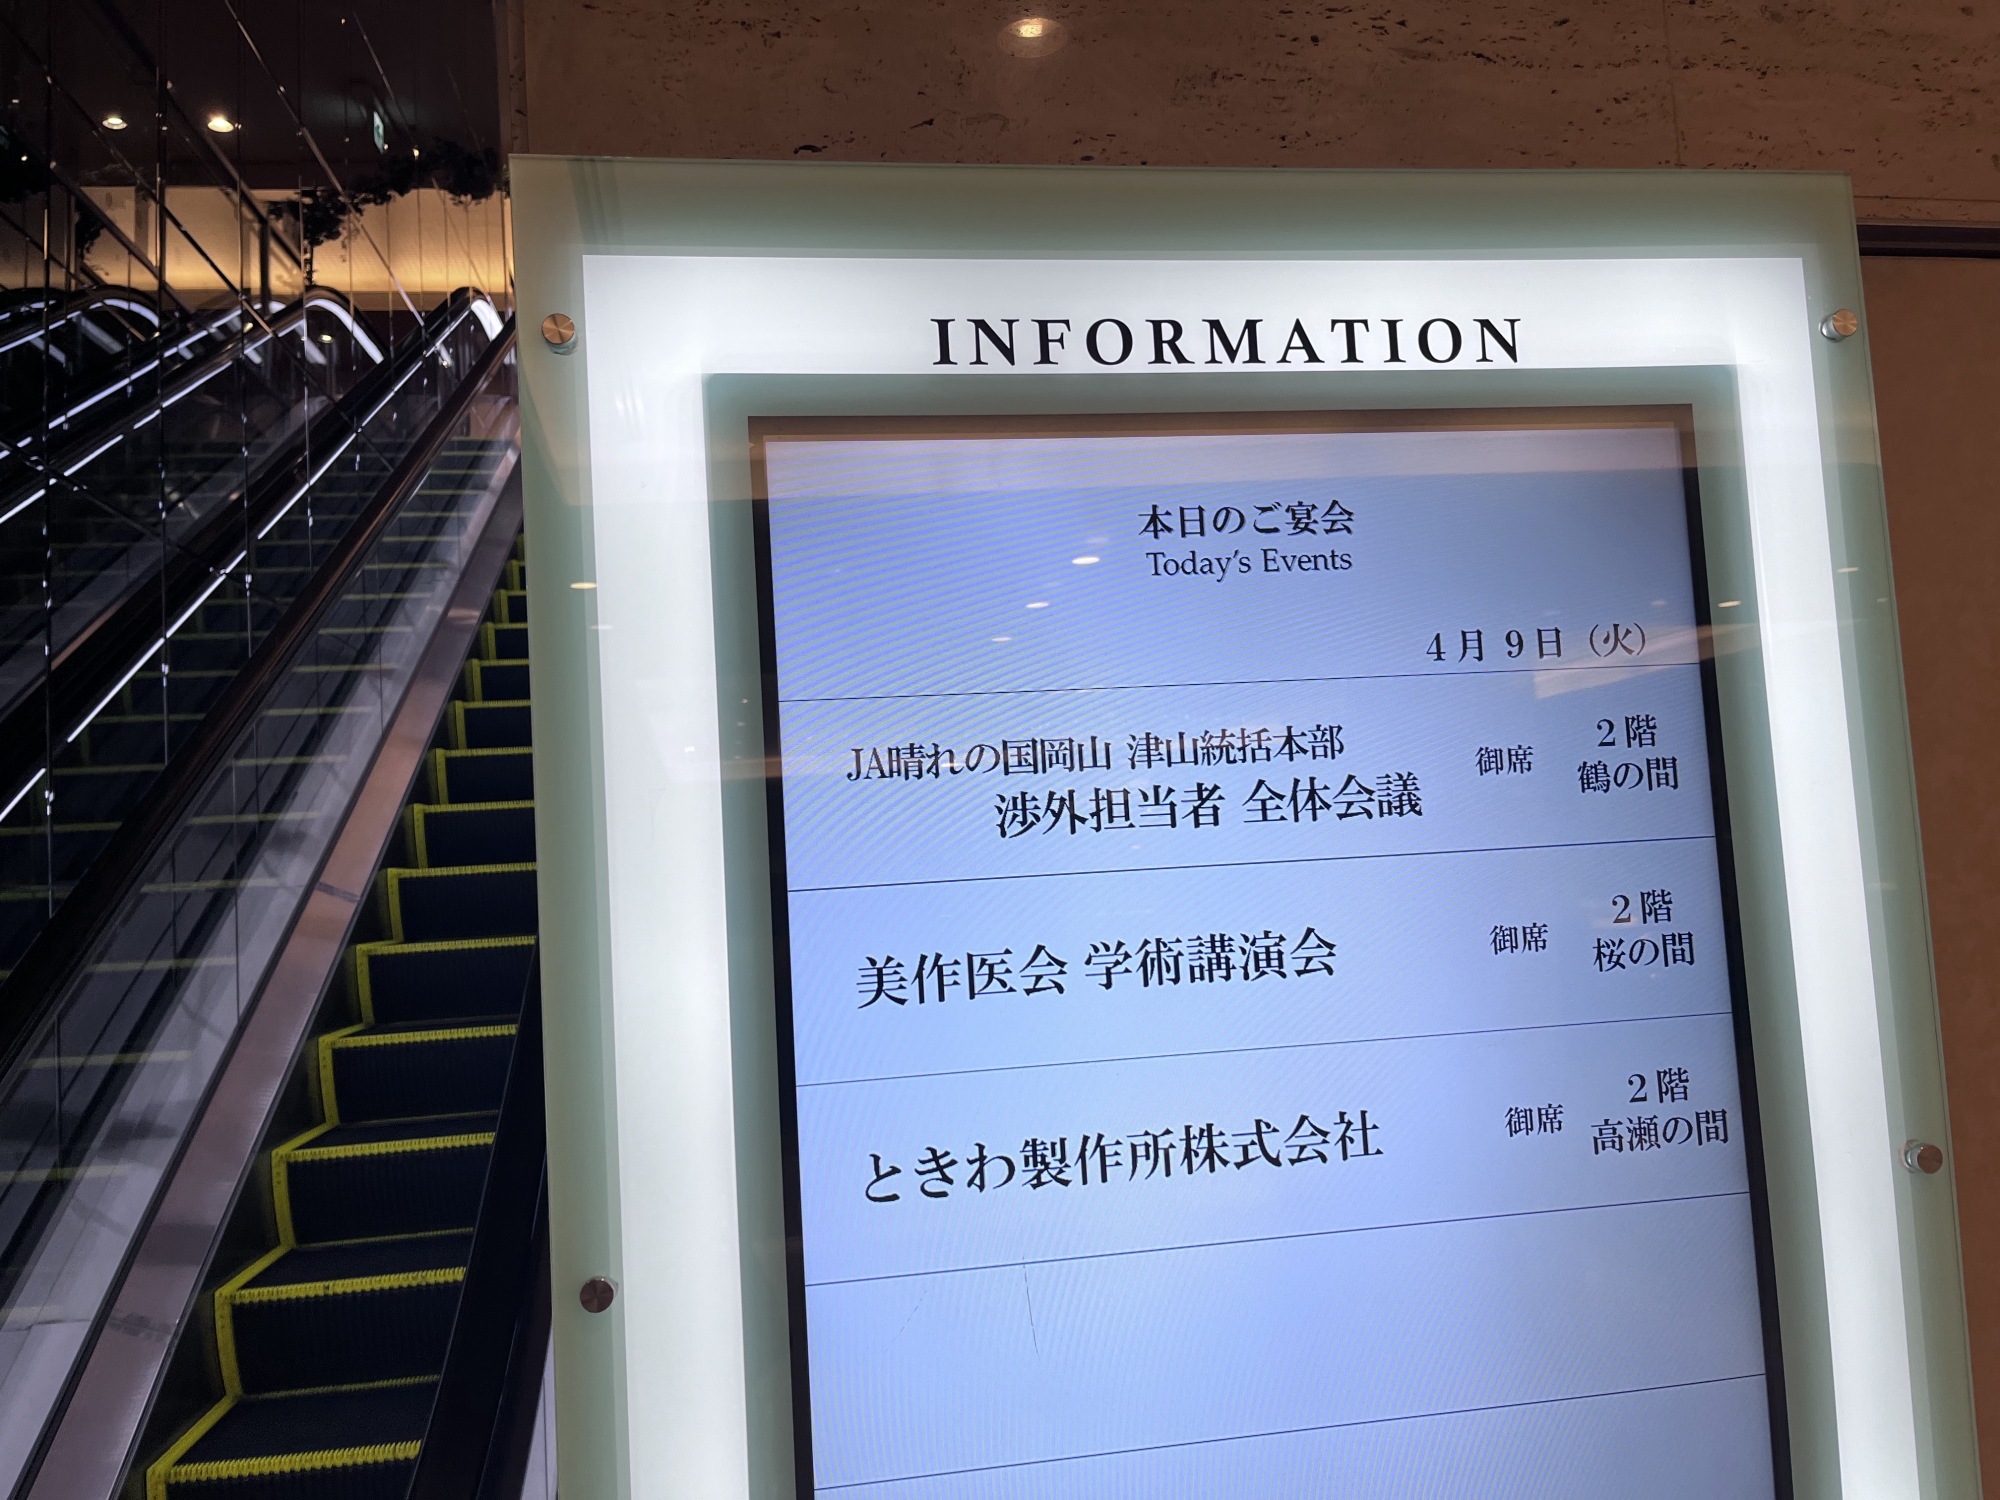 INFORMATION
本日のご宴会
Today's Events
4月9日（火）
JA晴れの国岡山 津山統括本部
渉外担当者 全体会議
御席
2階
鶴の間
美作医会 学術講演会
御席
2階
桜の間
ときわ製作所株式会社
御席
2階
高瀬の間